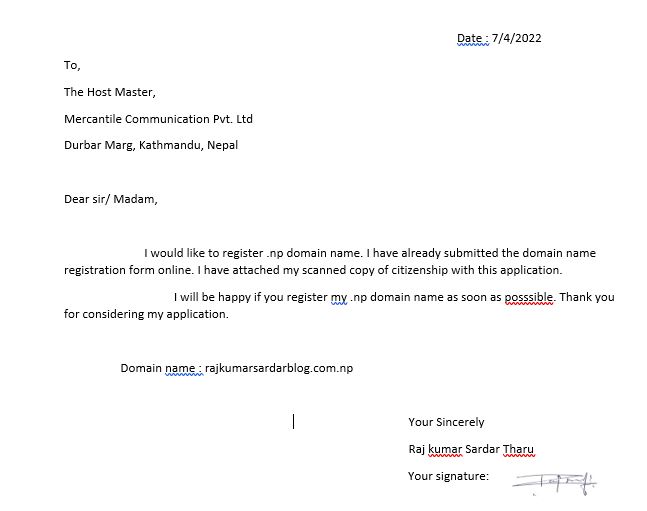 Date : 7/4/2022
To,
The Host Master,
Mercantile Communication Pvt. Ltd
Durbar Marg, Kathmandu, Nepal
Dear sir/ Madam,
I would like to register .np domain name. I have already submitted the domain name
registration form online. I have attached my scanned copy of citizenship with this application.
I will be happy if you register my .np domain name as soon as posssible. Thank you
for considering my application.
Domain name : rajkumarsardarblog.com.np
Your Sincerely
Raj kumar Sardar Tharu
Your signature: